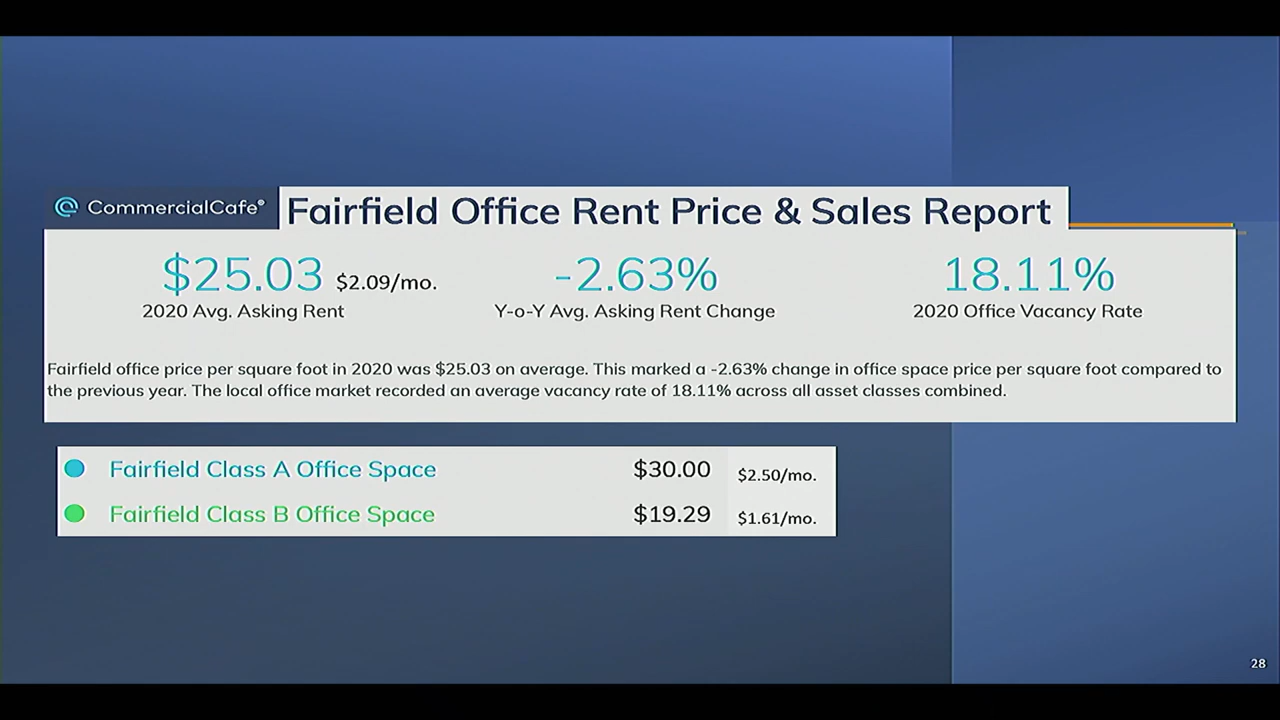 CommercialCafe®
Fairfield Office Rent Price & Sales Report
$25.03 $2.09/mo. -2.63% 18.11%
2020 Avg. Asking Rent Y-o-Y Avg. Asking Rent Change 2020 Office Vacancy Rate
Fairfield office price per square foot in 2020 was $25.03 on average. This marked a -2.63% change in office space price per square foot compared to
the previous year. The local office market recorded an average vacancy rate of 18.11% across all asset classes combined.
Fairfield Class A Office Space $30.00 $2.50/mo.
Fairfield Class B Office Space $19.29 $1.61/mo.
28